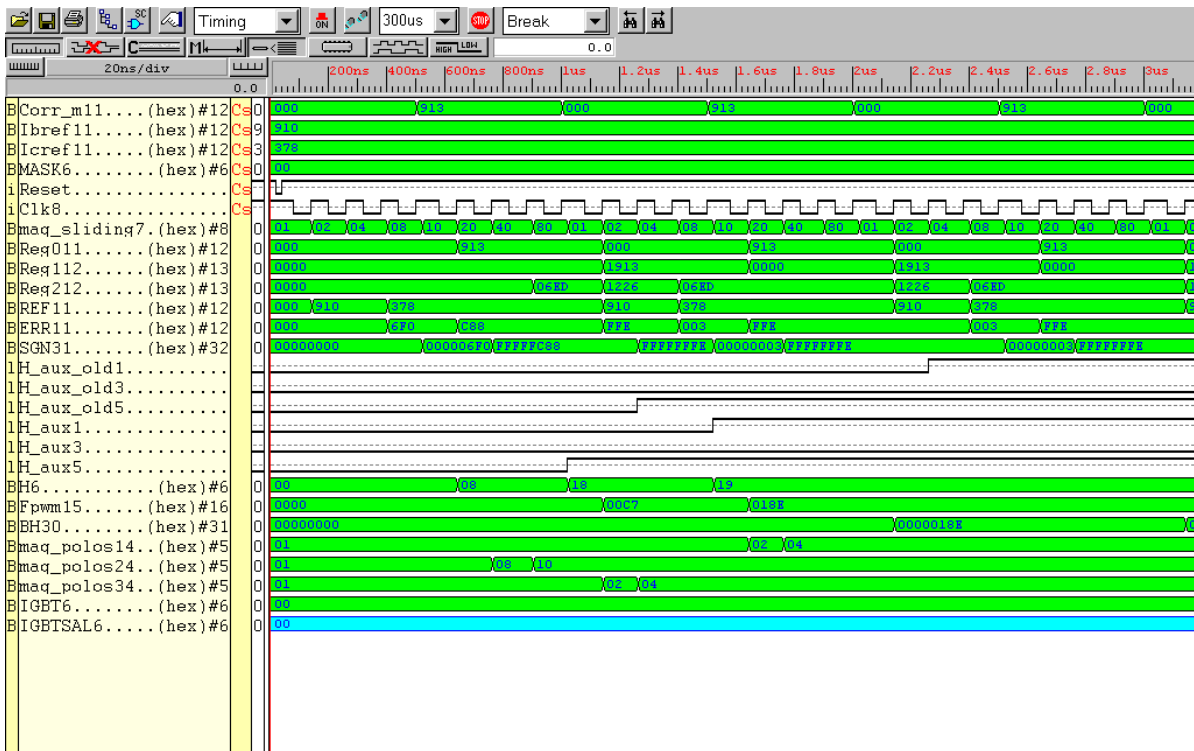 SC Timing ON 300us STOP Break
C M HIGH LOW 0.0
20ns/div 200ns 400ns 600ns 800ns 1us 1.2us 1.4us 1.6us 1.8us 2us 2.2us 2.4us 2.6us 2.8us 3us
0.0
BCorr_m11....(hex)#12 Cs 0 000 913 000 913 000 913 000
BIbref11.....(hex)#12 Cs 9 910
BIcref11.....(hex)#12 Cs 3 378
BMASK6........(hex)#6 Cs 0 00
iReset................ Cs
iClk8................. Cs
Bmaq_sliding7.(hex)#8 0 01 02 04 08 10 20 40 80 01 02 04 08 10 20 40 80 01 02 04 08 10 20 40 80 01
BReg011......(hex)#12 0 000 913 000 913 000 913
BReg112......(hex)#13 0 0000 1913 0000 1913 0000
BReg212......(hex)#13 0 0000 06ED 1226 06ED 1226 06ED
BREF11.......(hex)#12 0 000 910 378 910 378 910 378
BERR11.......(hex)#12 0 000 6F0 C88 FFE 003 FFE 003 FFE
BSGN31.......(hex)#32 0 00000000 000006F0 FFFFFC88 FFFFFFFE 00000003 FFFFFFFE 00000003 FFFFFFFE
lH_aux_old1..........
lH_aux_old3..........
lH_aux_old5..........
lH_aux1..............
lH_aux3..............
lH_aux5..............
BH6...........(hex)#6 0 00 08 18 19
BFpwm15......(hex)#16 0 0000 00C7 018E
BBH30........(hex)#31 0 00000000 0000018E
Bmaq_polos14..(hex)#5 0 01 02 04
Bmaq_polos24..(hex)#5 0 01 08 10
Bmaq_polos34..(hex)#5 0 01 02 04
BIGBT6........(hex)#6 0 00
BIGBTSAL6.....(hex)#6 0 00